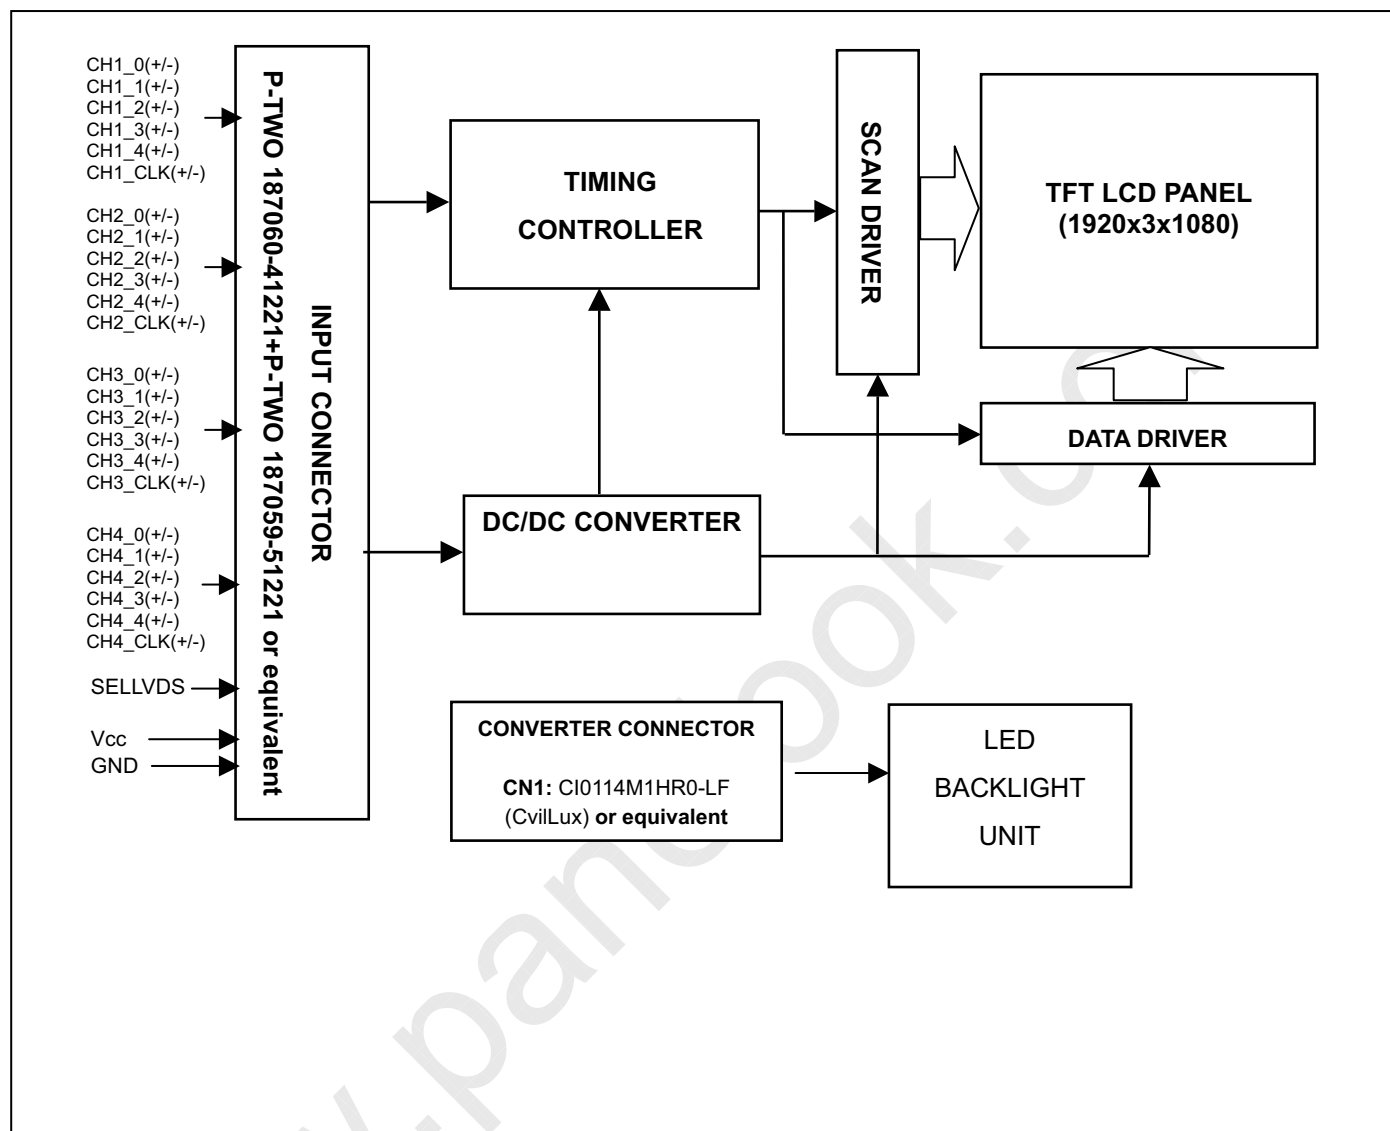 CH1_0(+/-)
CH1_1(+/-)
CH1_2(+/-)
CH1_3(+/-)
CH1_4(+/-)
CH1_CLK(+/-)
CH2_0(+/-)
CH2_1(+/-)
CH2_2(+/-)
CH2_3(+/-)
CH2_4(+/-)
CH2_CLK(+/-)
CH3_0(+/-)
CH3_1(+/-)
CH3_2(+/-)
CH3_3(+/-)
CH3_4(+/-)
CH3_CLK(+/-)
CH4_0(+/-)
CH4_1(+/-)
CH4_2(+/-)
CH4_3(+/-)
CH4_4(+/-)
CH4_CLK(+/-)
SELLVDS
Vcc
GND
INPUT CONNECTOR
P-TWO 187060-41221+P-TWO 187059-51221 or equivalent
TIMING
CONTROLLER
SCAN DRIVER
TFT LCD PANEL
(1920x3x1080)
DATA DRIVER
DC/DC CONVERTER
CONVERTER CONNECTOR
CN1: CI0114M1HR0-LF
(CvilLux) or equivalent
LED
BACKLIGHT
UNIT